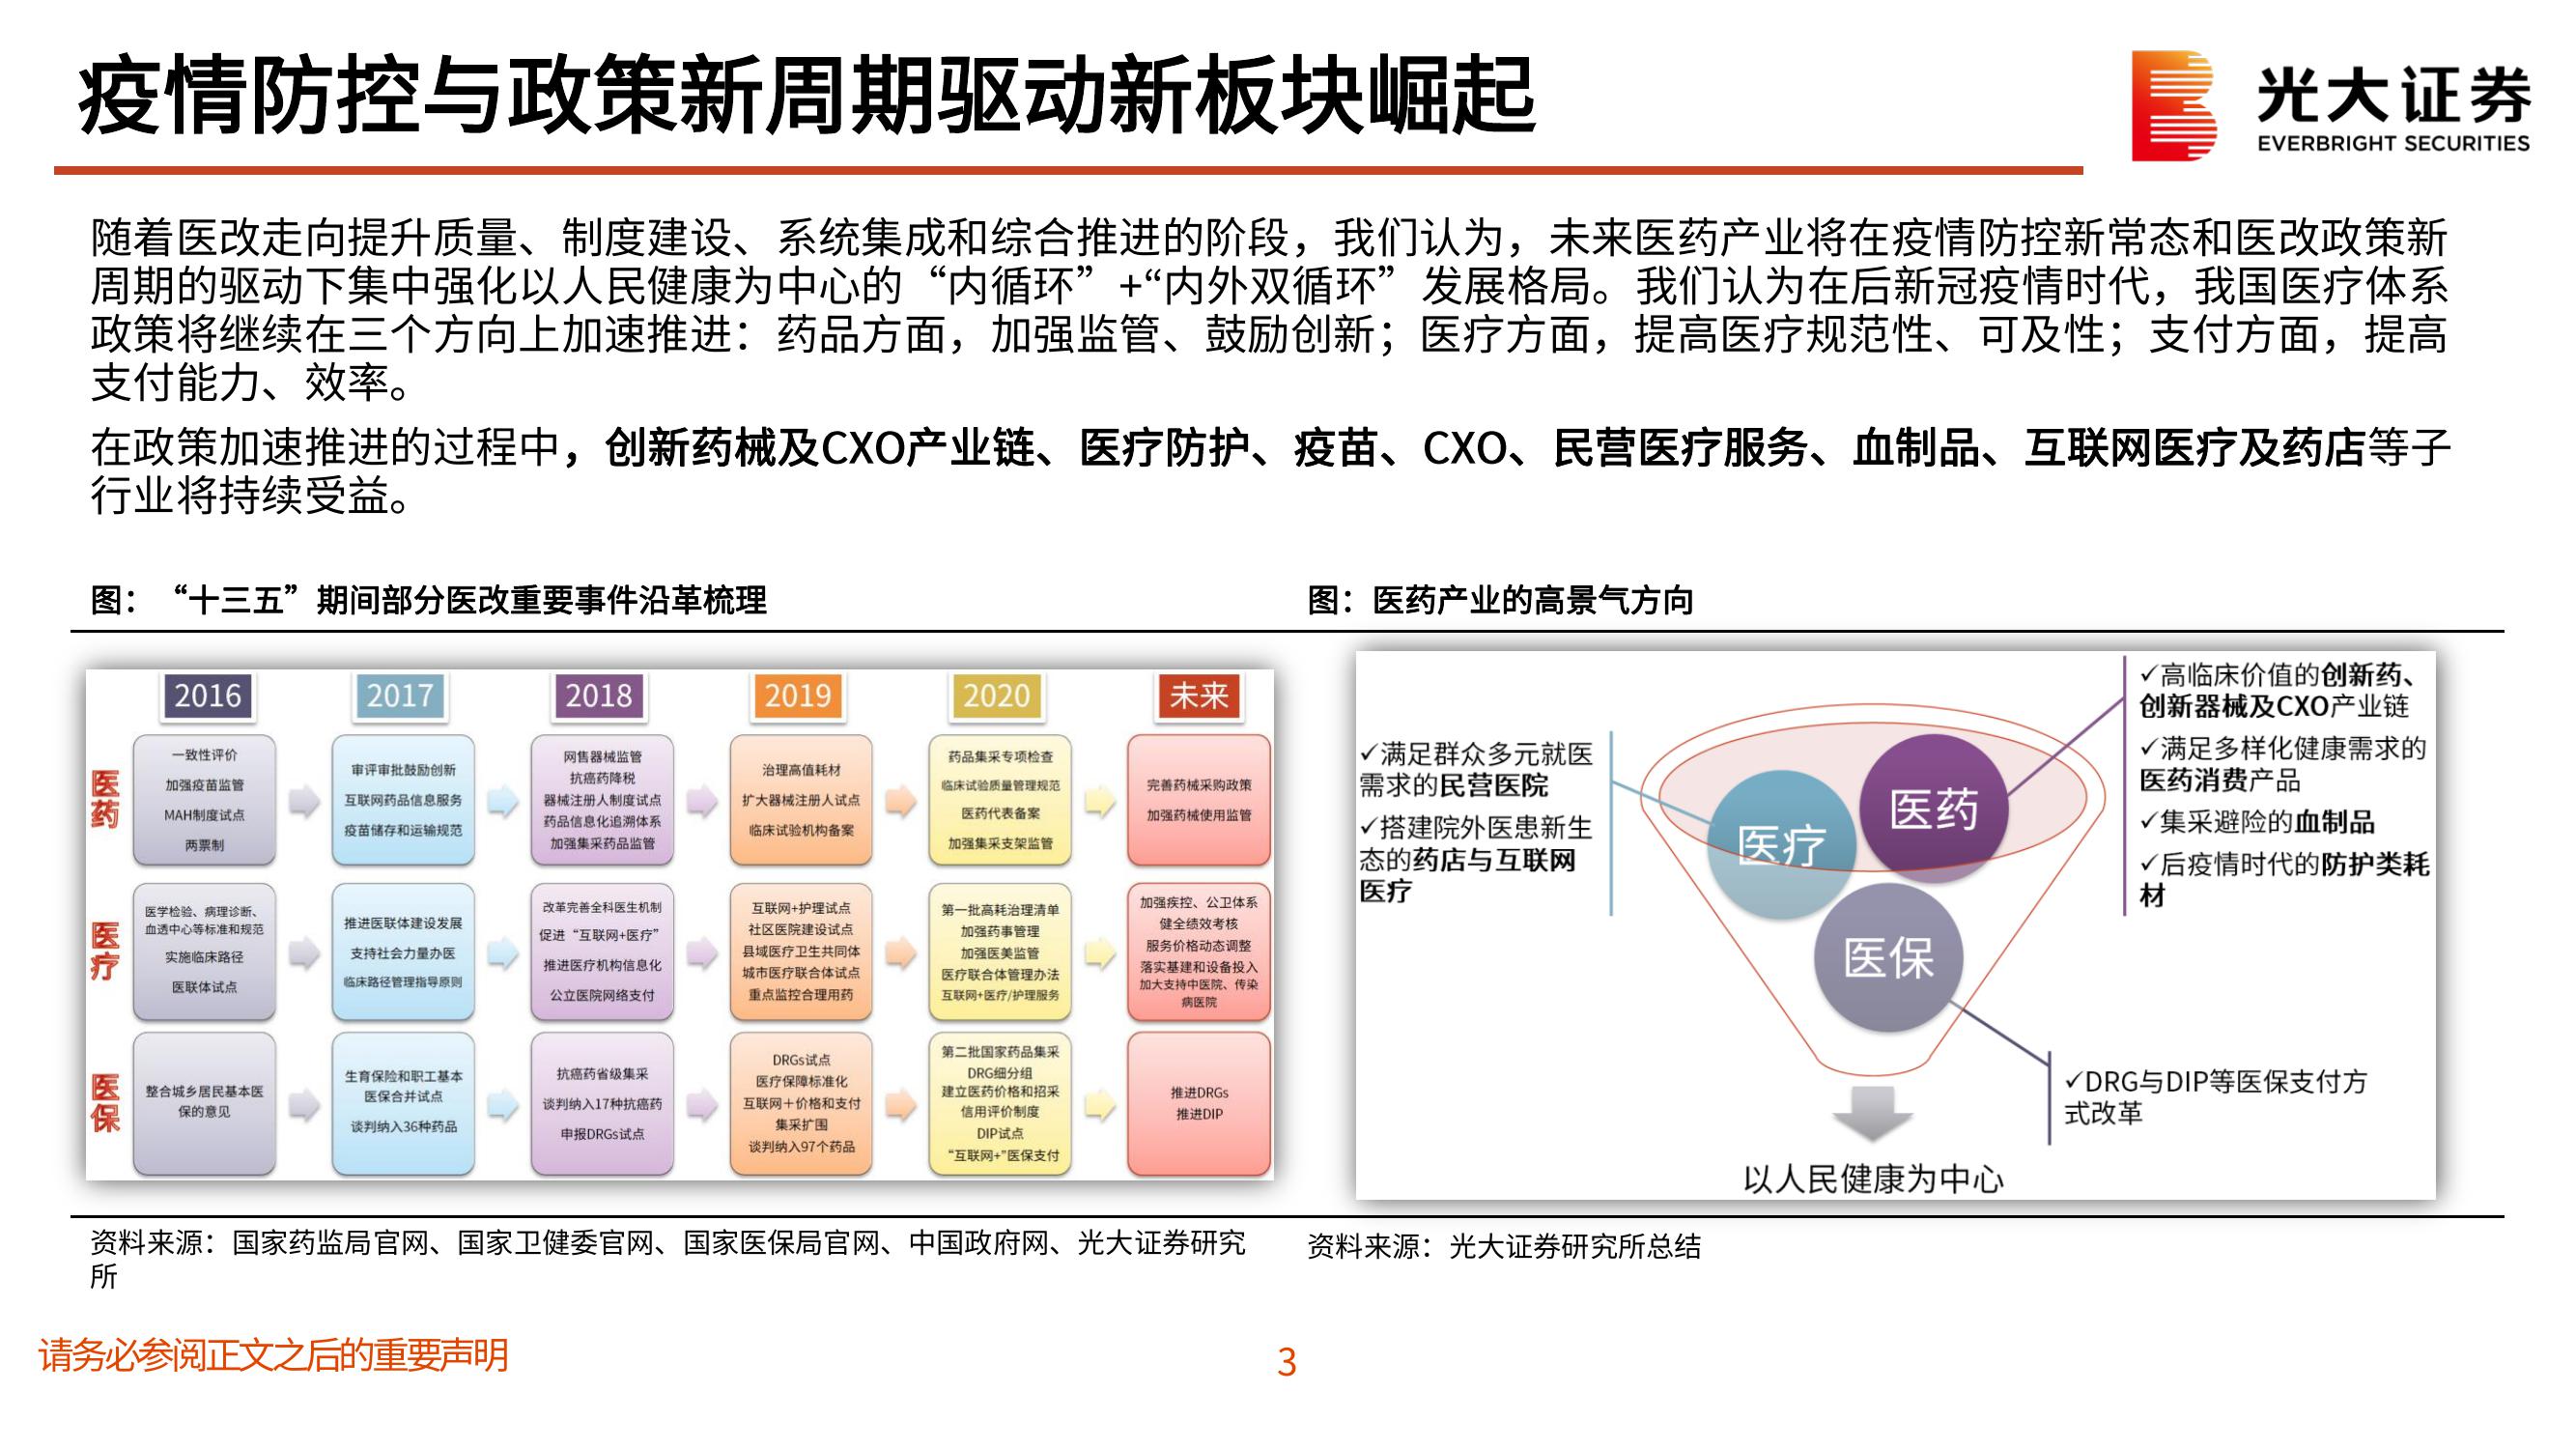 疫情防控与政策新周期驱动新板块崛起
光大证券
EVERBRIGHT SECURITIES
随着医改走向提升质量、制度建设、系统集成和综合推进的阶段，我们认为，未来医药产业将在疫情防控新常态和医改政策新
周期的驱动下集中强化以人民健康为中心的“内循环”+“内外双循环”发展格局。我们认为在后新冠疫情时代，我国医疗体系
政策将继续在三个方向上加速推进：药品方面，加强监管、鼓励创新；医疗方面，提高医疗规范性、可及性；支付方面，提高
支付能力、效率。
在政策加速推进的过程中，创新药械及CXO产业链、医疗防护、疫苗、CXO、民营医疗服务、血制品、互联网医疗及药店等子
行业将持续受益。
图：“十三五”期间部分医改重要事件沿革梳理
2016
2017
2018
2019
2020
未来
医药
一致性评价
加强疫苗监管
MAH制度试点
两票制
审评审批鼓励创新
互联网药品信息服务
疫苗储存和运输规范
网售器械监管
抗癌药降税
器械注册人制度试点
药品信息化追溯体系
加强集采药品监管
治理高值耗材
扩大器械注册人试点
临床试验机构备案
药品集采专项检查
临床试验质量管理规范
医药代表备案
加强集采支架监管
完善药械采购政策
加强药械使用监管
医疗
医学检验、病理诊断、
血透中心等标准和规范
实施临床路径
医联体试点
推进医联体建设发展
支持社会力量办医
临床路径管理指导原则
改革完善全科医生机制
促进“互联网+医疗”
推进医疗机构信息化
公立医院网络支付
互联网+护理试点
社区医院建设试点
县域医疗卫生共同体
城市医疗联合体试点
重点监控合理用药
第一批高耗治理清单
加强药事管理
加强医美监管
医疗联合体管理办法
互联网+医疗/护理服务
加强疾控、公卫体系
健全绩效考核
服务价格动态调整
落实基建和设备投入
加大支持中医院、传染
病医院
医保
整合城乡居民基本医
保的意见
生育保险和职工基本
医保合并试点
谈判纳入36种药品
抗癌药省级集采
谈判纳入17种抗癌药
申报DRGs试点
DRGs试点
医疗保障标准化
互联网＋价格和支付
集采扩围
谈判纳入97个药品
第二批国家药品集采
DRG细分组
建立医药价格和招采
信用评价制度
DIP试点
“互联网+”医保支付
推进DRGs
推进DIP
资料来源：国家药监局官网、国家卫健委官网、国家医保局官网、中国政府网、光大证券研究
所
图：医药产业的高景气方向
✓满足群众多元就医
需求的民营医院
✓搭建院外医患新生
态的药店与互联网
医疗
医疗
医药
医保
✓高临床价值的创新药、
创新器械及CXO产业链
✓满足多样化健康需求的
医药消费产品
✓集采避险的血制品
✓后疫情时代的防护类耗
材
✓DRG与DIP等医保支付方
式改革
以人民健康为中心
资料来源：光大证券研究所总结
请务必参阅正文之后的重要声明
3